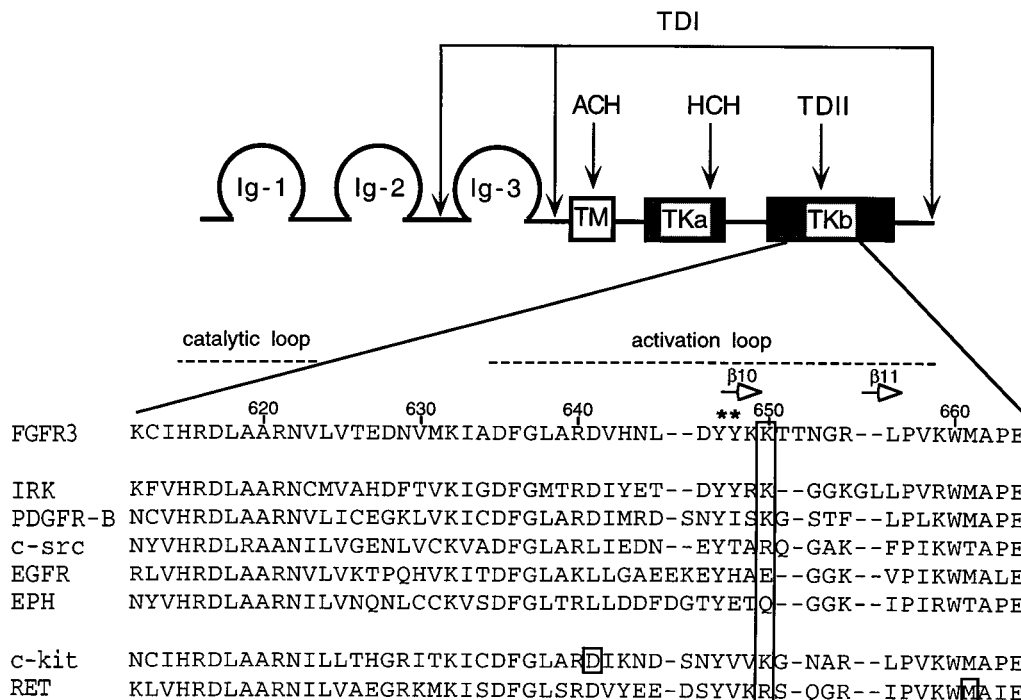 TDI
ACH HCH TDII
Ig-1 Ig-2 Ig-3 TM TKa TKb
catalytic loop activation loop
β10 β11
620 630 640 ** 650 660
FGFR3 KCIHRDLAARNVLVTEDNVMKIADFGLARDVHNL--DYYKKTTNGR--LPVKWMAPE
IRK KFVHRDLAARNCMVAHDFTVKIGDFGMTRDIYET--DYYRK--GGKGLLPVRWMAPE
PDGFR-B NCVHRDLAARNVLICEGKLVKICDFGLARDIMRD-SNYISKG-STF--LPLKWMAPE
c-src NYVHRDLRAANILVGENLVCKVADFGLARLIEDN--EYTARQ-GAK--FPIKWTAPE
EGFR RLVHRDLAARNVLVKTPQHVKITDFGLAKLLGAEEKEYHAE--GGK--VPIKWMALE
EPH NYVHRDLAARNILVNQNLCCKVSDFGLTRLLDDFDGTYETQ--GGK--IPIRWTAPE
c-kit NCIHRDLAARNILLTHGRITKICDFGLARDIKND-SNYVVKG-NAR--LPVKWMAPE
RET KLVHRDLAARNILVAEGRKMKISDFGLSRDVYEE-DSYVKRS-QGR--IPVKWMAIE